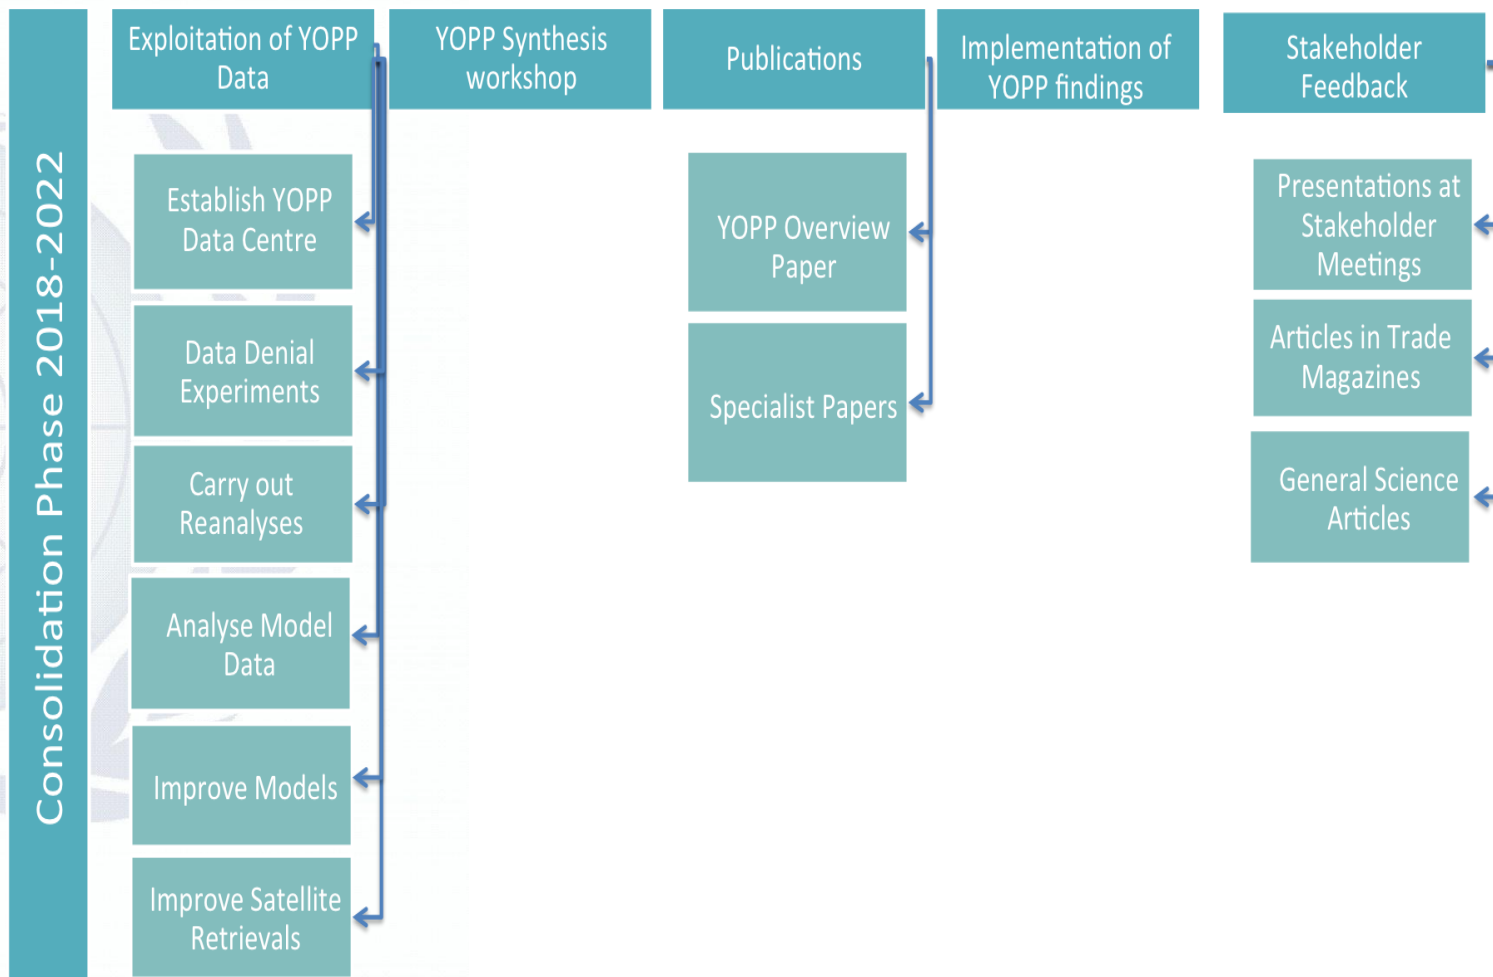 Consolidation Phase 2018-2022
Exploitation of YOPP
Data
YOPP Synthesis
workshop
Publications
Implementation of
YOPP findings
Stakeholder
Feedback
Establish YOPP
Data Centre
Data Denial
Experiments
Carry out
Reanalyses
Analyse Model
Data
Improve Models
Improve Satellite
Retrievals
YOPP Overview
Paper
Specialist Papers
Presentations at
Stakeholder
Meetings
Articles in Trade
Magazines
General Science
Articles